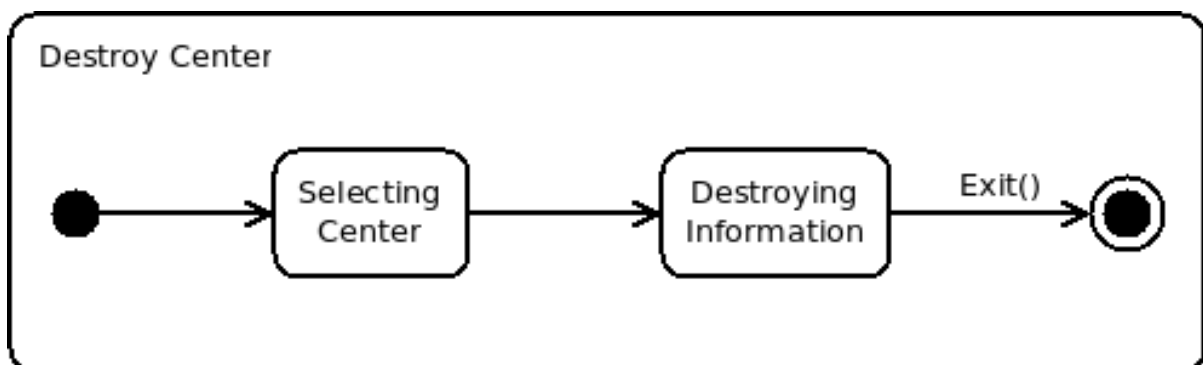 Destroy Center
Selecting
Center
Destroying
Information
Exit()